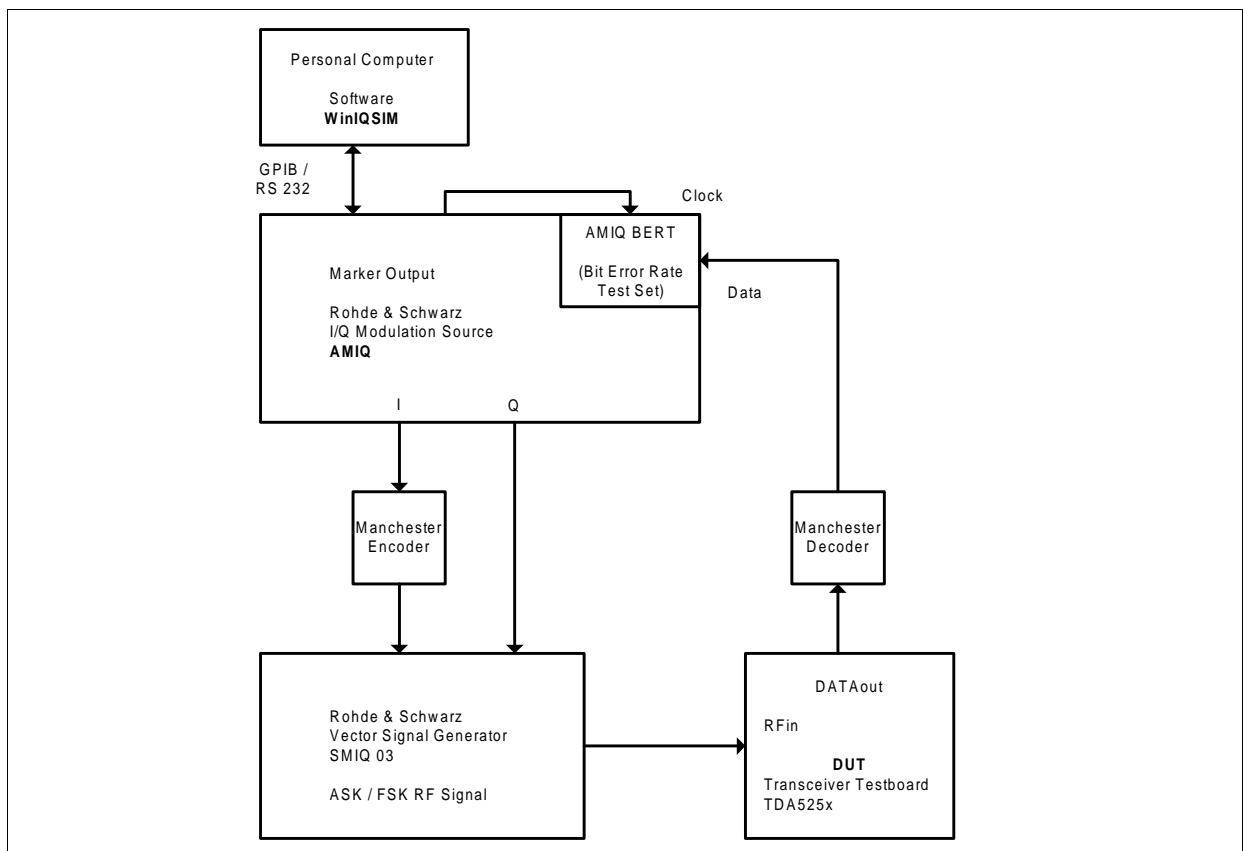 Personal Computer
Software
WinIQSIM
GPIB /
RS 232
Clock
AMIQ BERT
(Bit Error Rate
Test Set)
Data
Marker Output
Rohde & Schwarz
I/Q Modulation Source
AMIQ
I
Q
Manchester
Encoder
Manchester
Decoder
Rohde & Schwarz
Vector Signal Generator
SMIQ 03
ASK / FSK RF Signal
DATAout
RFin
DUT
Transceiver Testboard
TDA525x